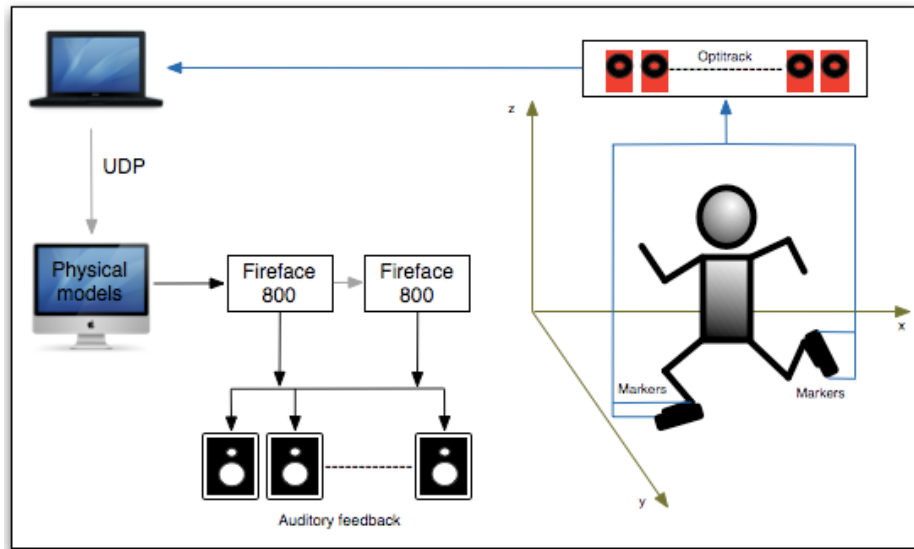 Optitrack
z
UDP
Physical
models
Fireface
800
Fireface
800
x
Markers
Markers
y
Auditory feedback